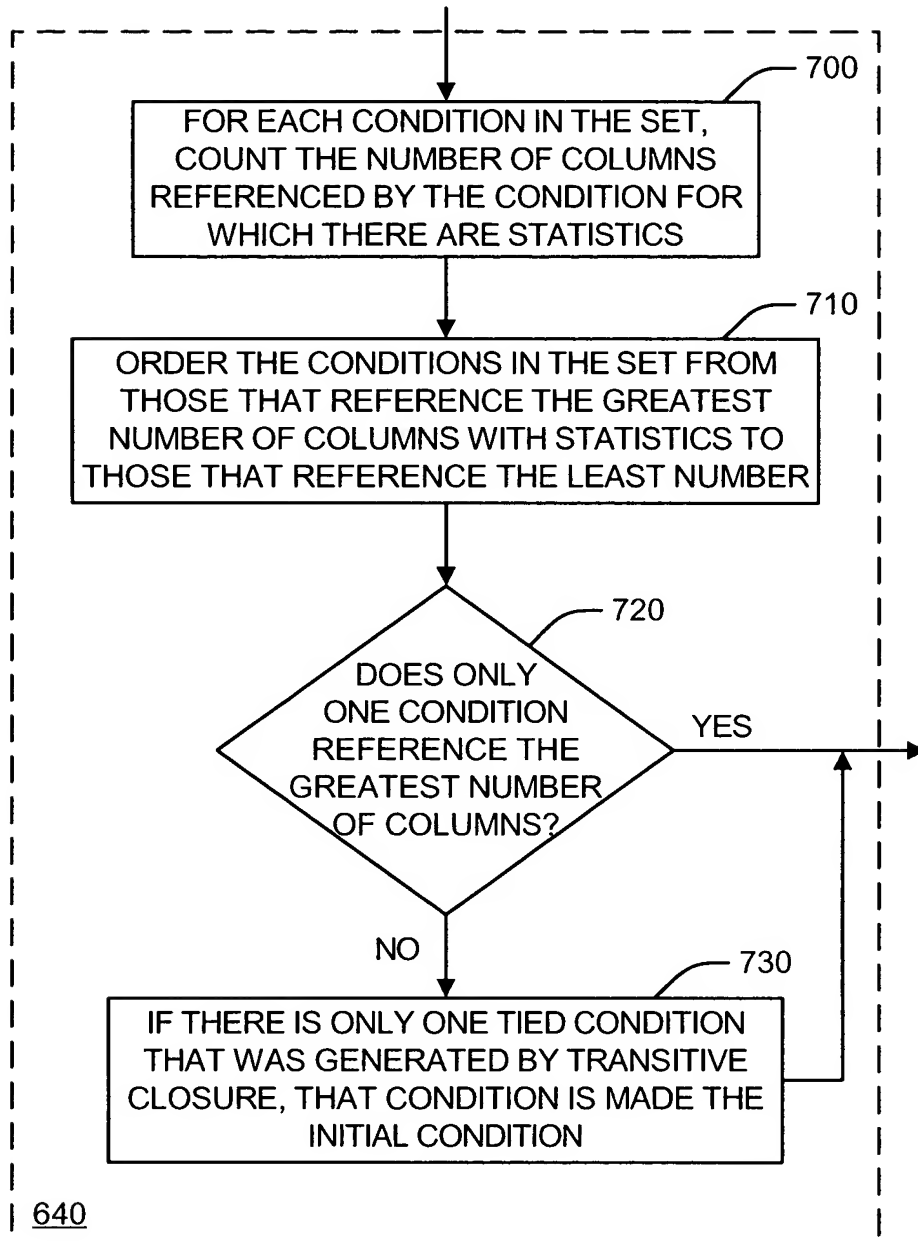 700
FOR EACH CONDITION IN THE SET,
COUNT THE NUMBER OF COLUMNS
REFERENCED BY THE CONDITION FOR
WHICH THERE ARE STATISTICS
710
ORDER THE CONDITIONS IN THE SET FROM
THOSE THAT REFERENCE THE GREATEST
NUMBER OF COLUMNS WITH STATISTICS TO
THOSE THAT REFERENCE THE LEAST NUMBER
720
DOES ONLY
ONE CONDITION
REFERENCE THE
GREATEST NUMBER
OF COLUMNS?
YES
NO
730
IF THERE IS ONLY ONE TIED CONDITION
THAT WAS GENERATED BY TRANSITIVE
CLOSURE, THAT CONDITION IS MADE THE
INITIAL CONDITION
640